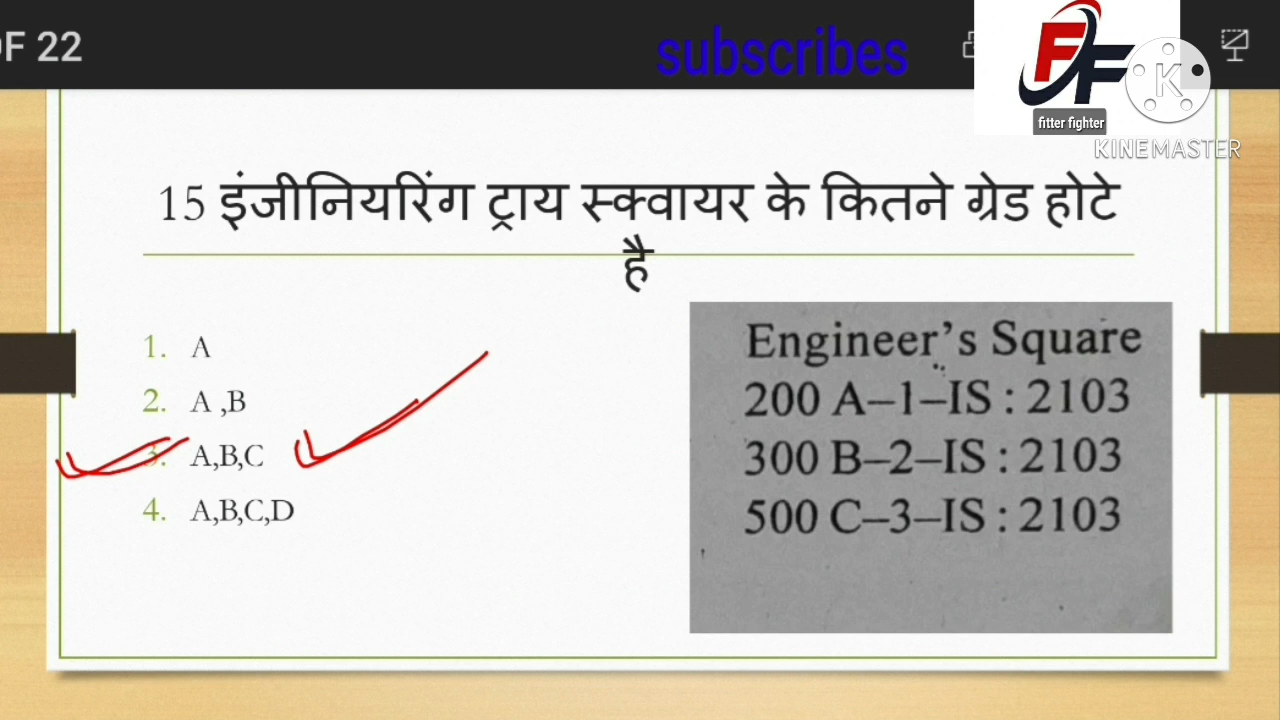 OF 22
subscribes
fitter fighter
K
KINEMASTER
15 इंजीनियरिंग ट्राय स्क्वायर के कितने ग्रेड होटे
है
1. A
2. A ,B
3. A,B,C
4. A,B,C,D
Engineer's Square
200 A–1–IS : 2103
300 B–2–IS : 2103
500 C–3–IS : 2103